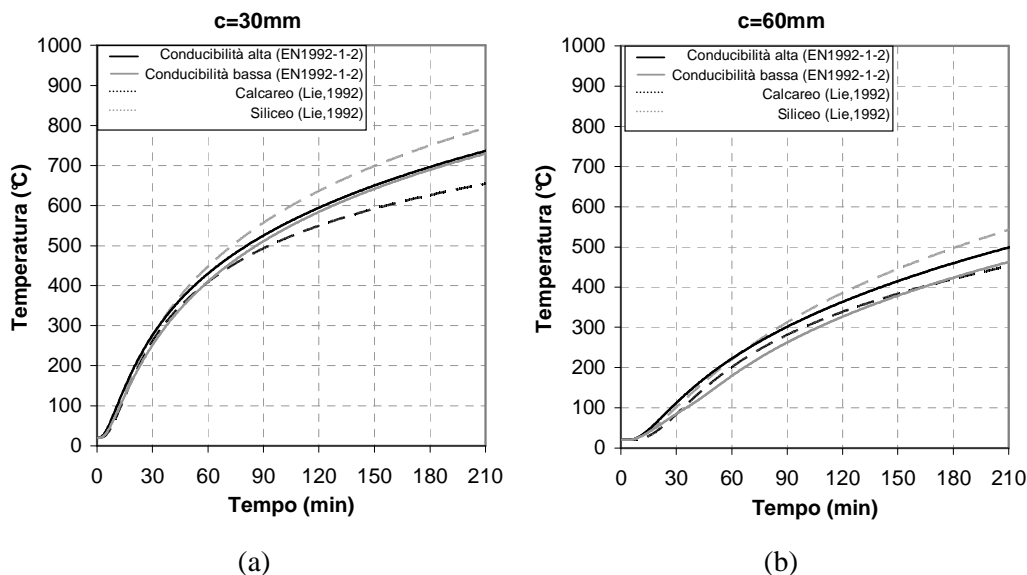 c=30mm
1000
900
800
700
600
500
400
300
200
100
0
Temperatura (°C)
Conducibilità alta (EN1992-1-2)
Conducibilità bassa (EN1992-1-2)
Calcareo (Lie,1992)
Siliceo (Lie,1992)
0 30 60 90 120 150 180 210
Tempo (min)
(a)
c=60mm
1000
900
800
700
600
500
400
300
200
100
0
Temperatura (°C)
Conducibilità alta (EN1992-1-2)
Conducibilità bassa (EN1992-1-2)
Calcareo (Lie,1992)
Siliceo (Lie,1992)
0 30 60 90 120 150 180 210
Tempo (min)
(b)